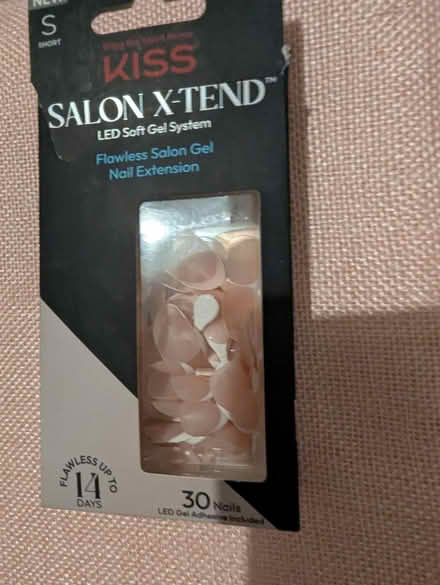 NEW!
S
SHORT
KISS
SALON X-TEND™
LED Soft Gel System
Flawless Salon Gel
Nail Extension
FLAWLESS UP TO
14
DAYS
30 Nails
LED Gel Adhesive Included